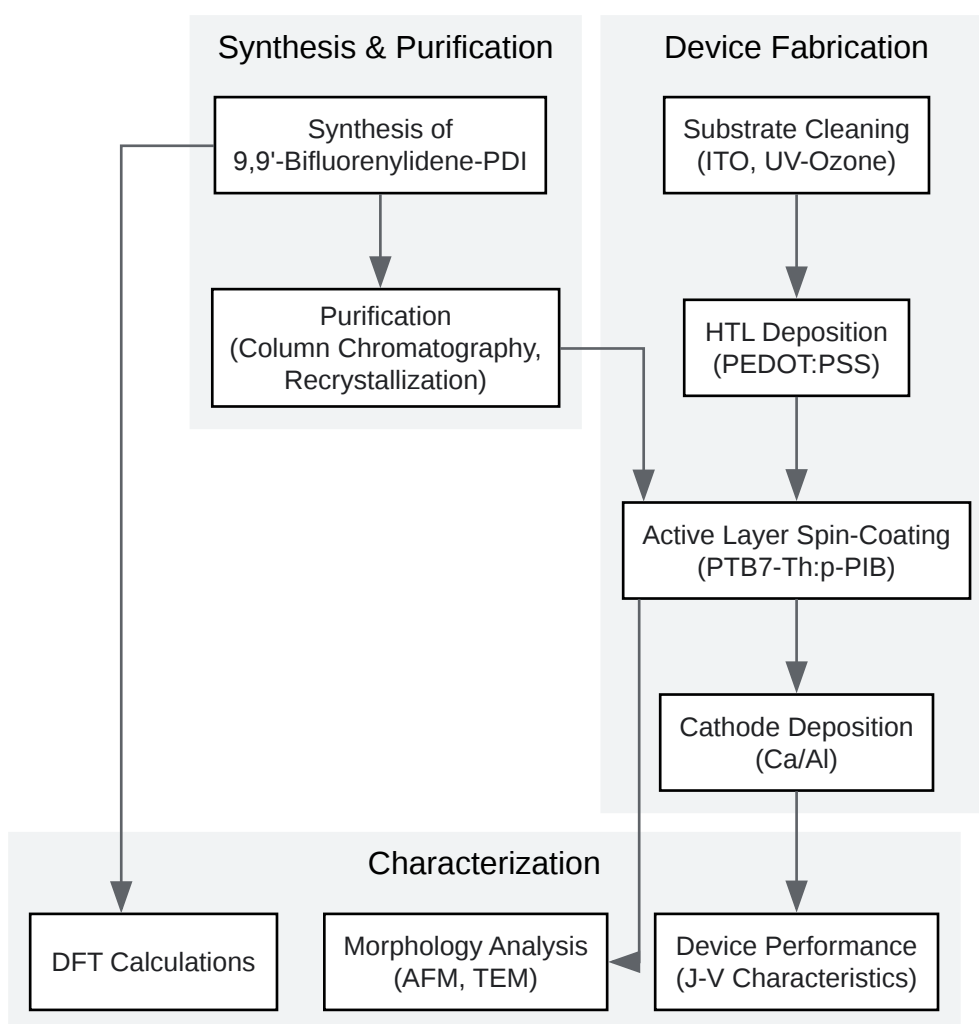 Synthesis & Purification
Synthesis of
9,9'-Bifluorenylidene-PDI
Purification
(Column Chromatography,
Recrystallization)
Device Fabrication
Substrate Cleaning
(ITO, UV-Ozone)
HTL Deposition
(PEDOT:PSS)
Active Layer Spin-Coating
(PTB7-Th:p-PIB)
Cathode Deposition
(Ca/Al)
Characterization
DFT Calculations
Morphology Analysis
(AFM, TEM)
Device Performance
(J-V Characteristics)